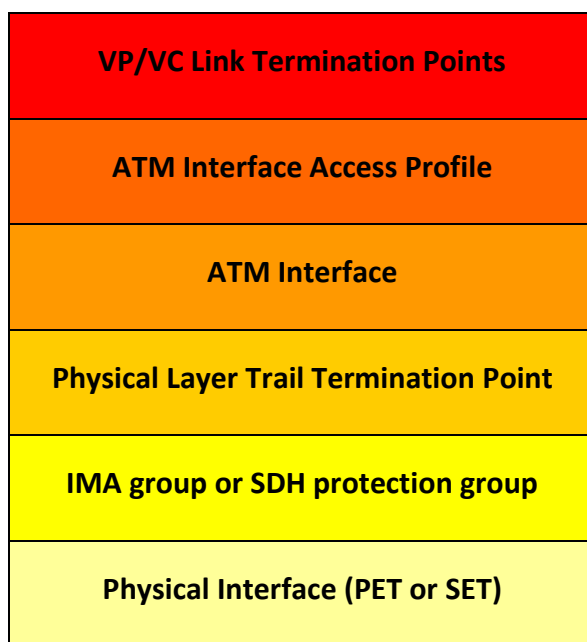 VP/VC Link Termination Points
ATM Interface Access Profile
ATM Interface
Physical Layer Trail Termination Point
IMA group or SDH protection group
Physical Interface (PET or SET)